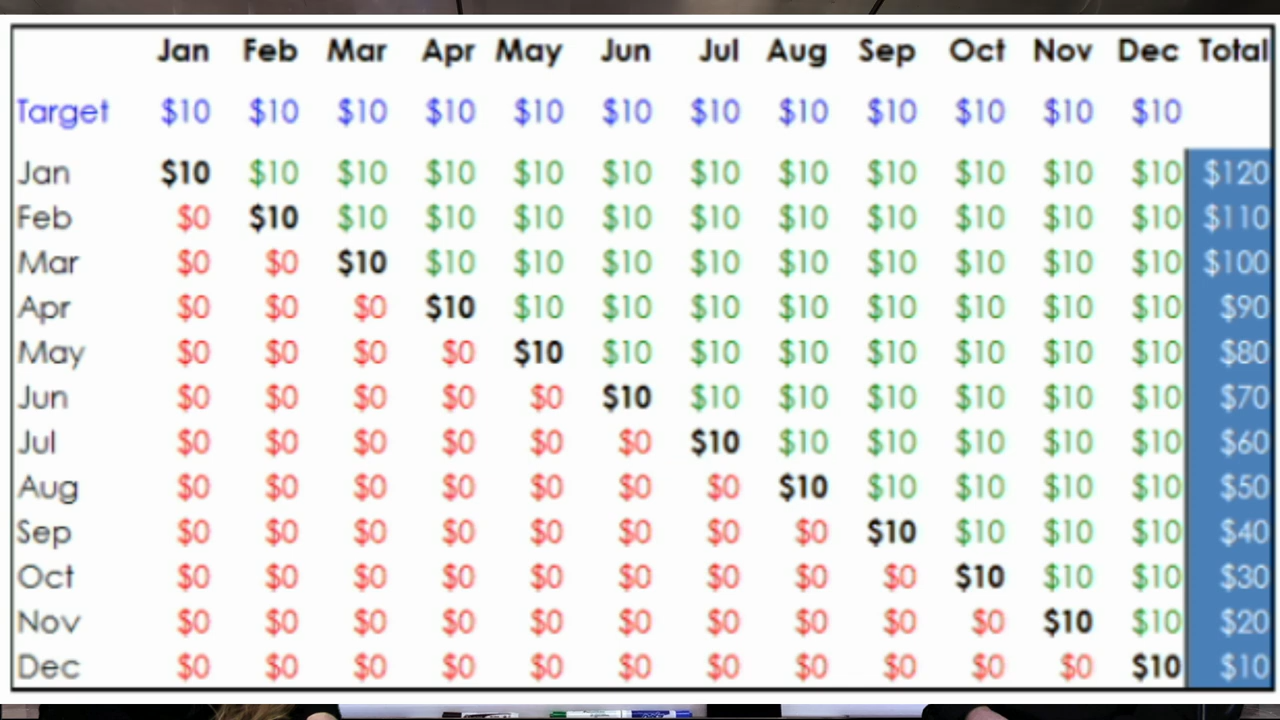 Jan Feb Mar Apr May Jun Jul Aug Sep Oct Nov Dec Total
Target $10 $10 $10 $10 $10 $10 $10 $10 $10 $10 $10 $10
Jan $10 $10 $10 $10 $10 $10 $10 $10 $10 $10 $10 $10 $120
Feb $0 $10 $10 $10 $10 $10 $10 $10 $10 $10 $10 $10 $110
Mar $0 $0 $10 $10 $10 $10 $10 $10 $10 $10 $10 $10 $100
Apr $0 $0 $0 $10 $10 $10 $10 $10 $10 $10 $10 $10 $90
May $0 $0 $0 $0 $10 $10 $10 $10 $10 $10 $10 $10 $80
Jun $0 $0 $0 $0 $0 $10 $10 $10 $10 $10 $10 $10 $70
Jul $0 $0 $0 $0 $0 $0 $10 $10 $10 $10 $10 $10 $60
Aug $0 $0 $0 $0 $0 $0 $0 $10 $10 $10 $10 $10 $50
Sep $0 $0 $0 $0 $0 $0 $0 $0 $10 $10 $10 $10 $40
Oct $0 $0 $0 $0 $0 $0 $0 $0 $0 $10 $10 $10 $30
Nov $0 $0 $0 $0 $0 $0 $0 $0 $0 $0 $10 $10 $20
Dec $0 $0 $0 $0 $0 $0 $0 $0 $0 $0 $0 $10 $10